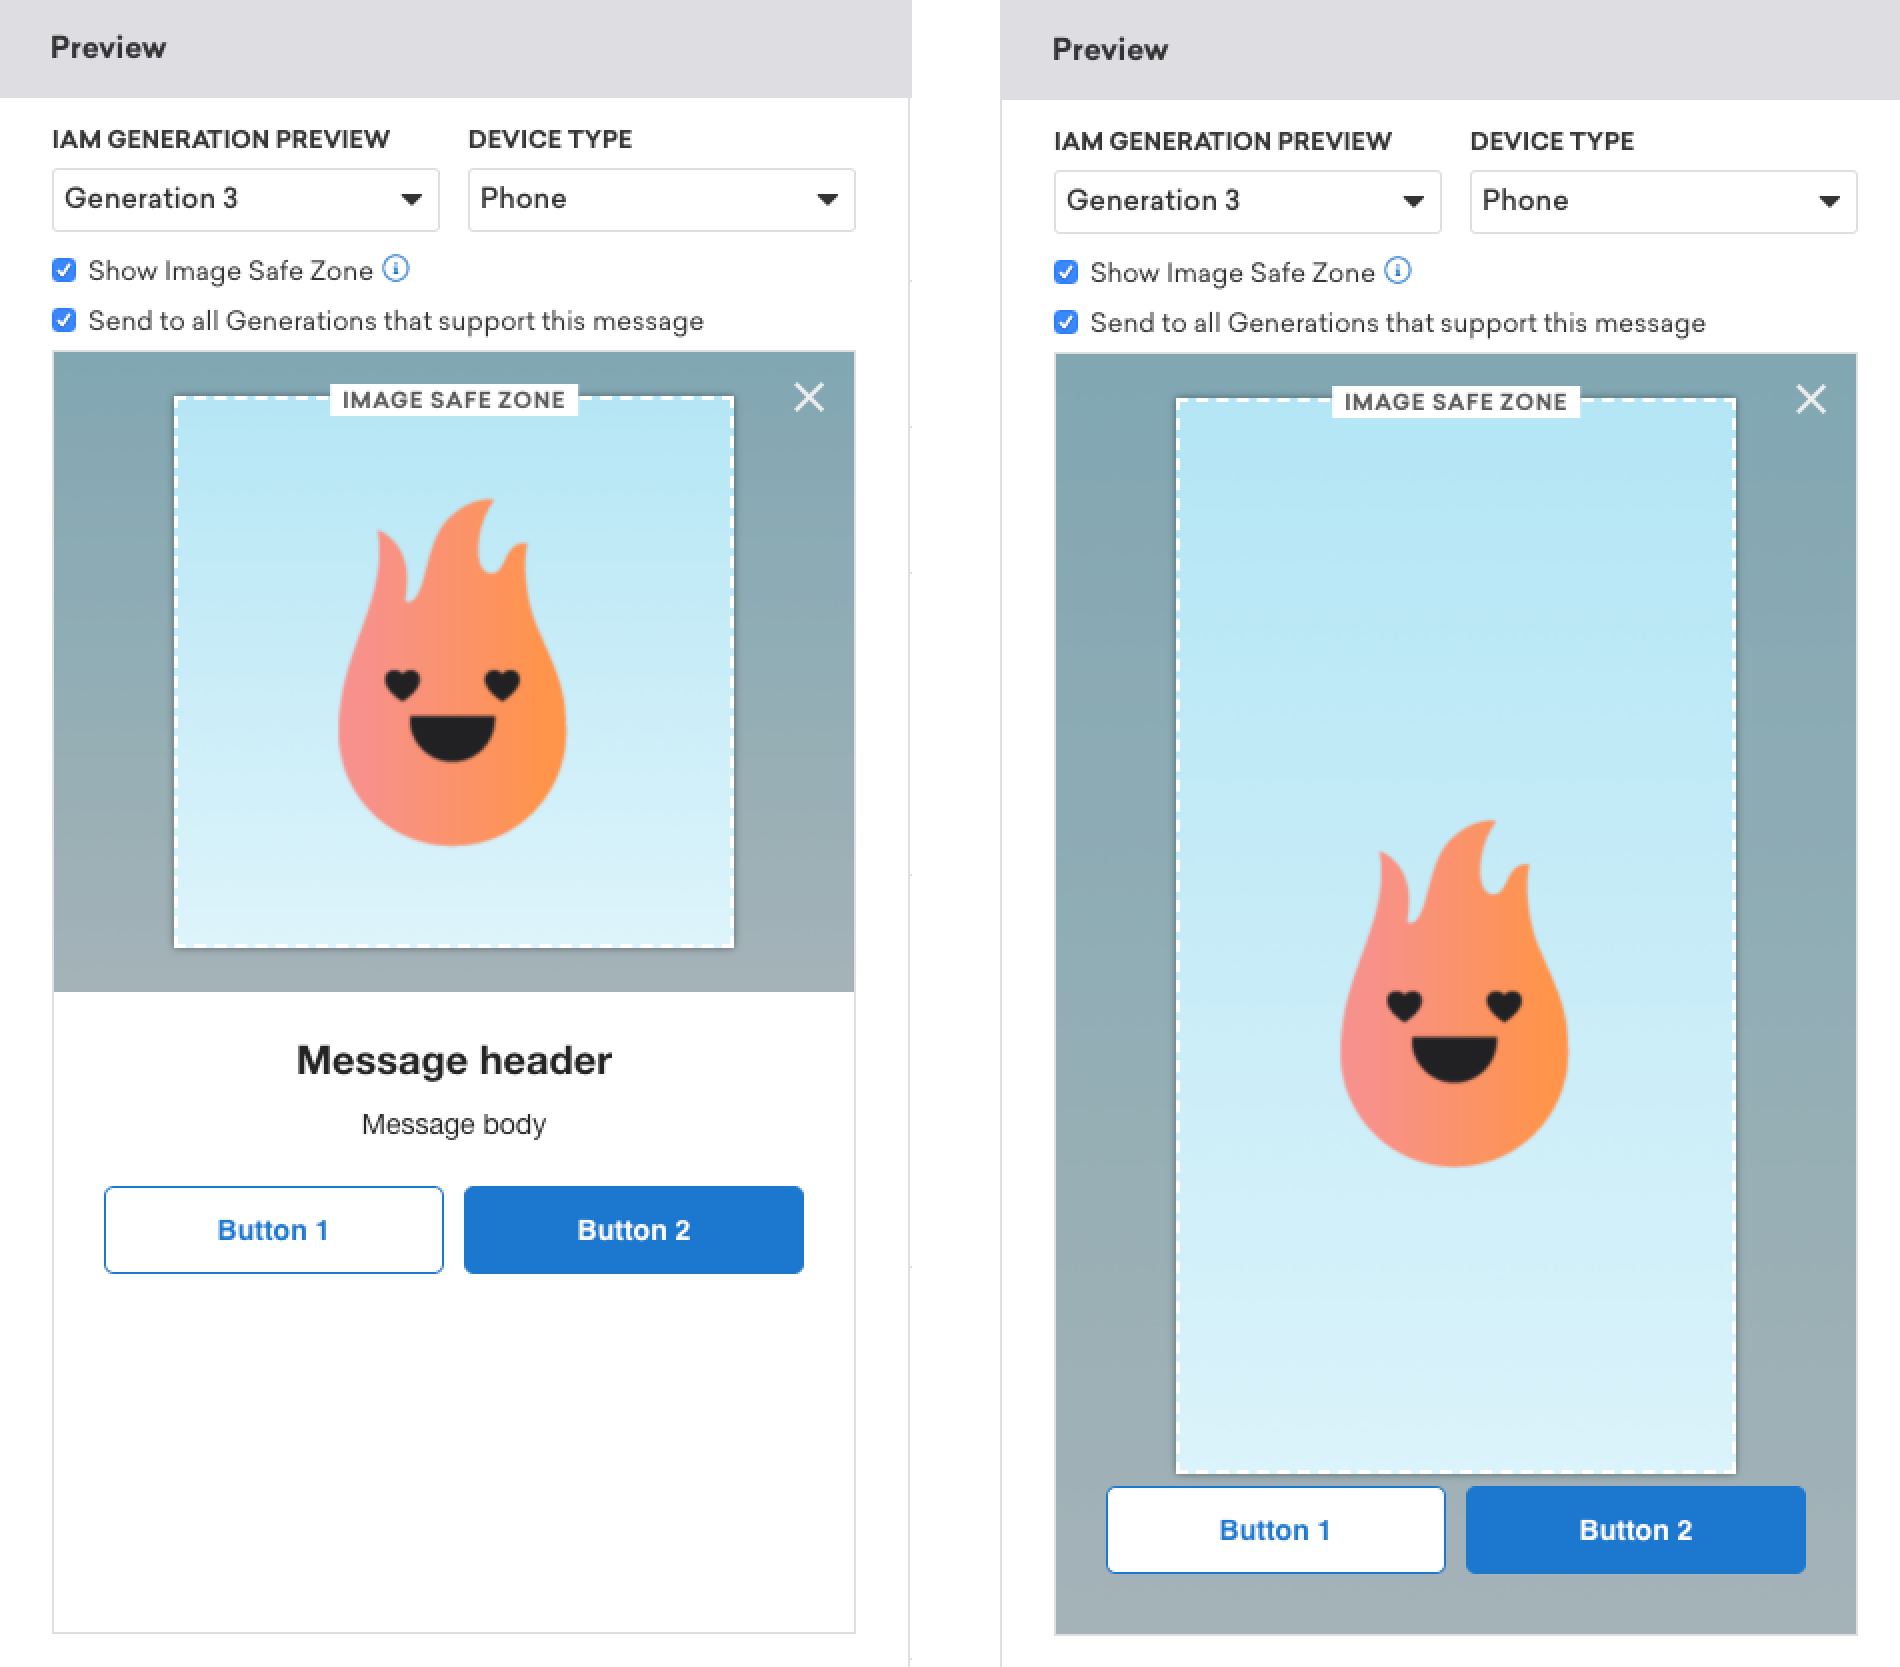 Preview
IAM GENERATION PREVIEW
DEVICE TYPE
Generation 3
Phone
Show Image Safe Zone
Send to all Generations that support this message
IMAGE SAFE ZONE
Message header
Message body
Button 1
Button 2
Preview
IAM GENERATION PREVIEW
DEVICE TYPE
Generation 3
Phone
Show Image Safe Zone
Send to all Generations that support this message
IMAGE SAFE ZONE
Button 1
Button 2